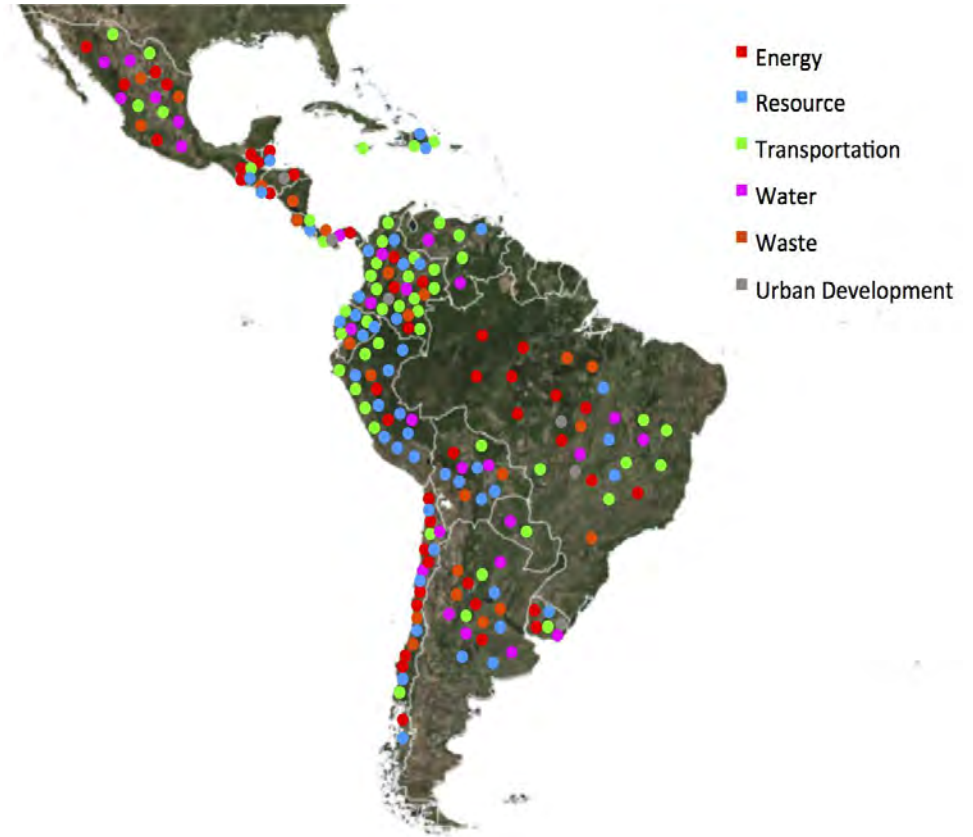 Energy
Resource
Transportation
Water
Waste
Urban Development